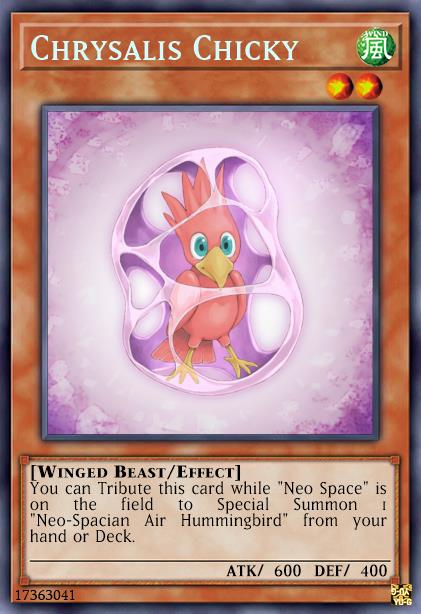 CHRYSALIS CHICKY
WIND
風
[WINGED BEAST/EFFECT]
You can Tribute this card while "Neo Space" is
on the field to Special Summon 1
"Neo-Spacian Air Hummingbird" from your
hand or Deck.
ATK/ 600 DEF/ 400
17363041